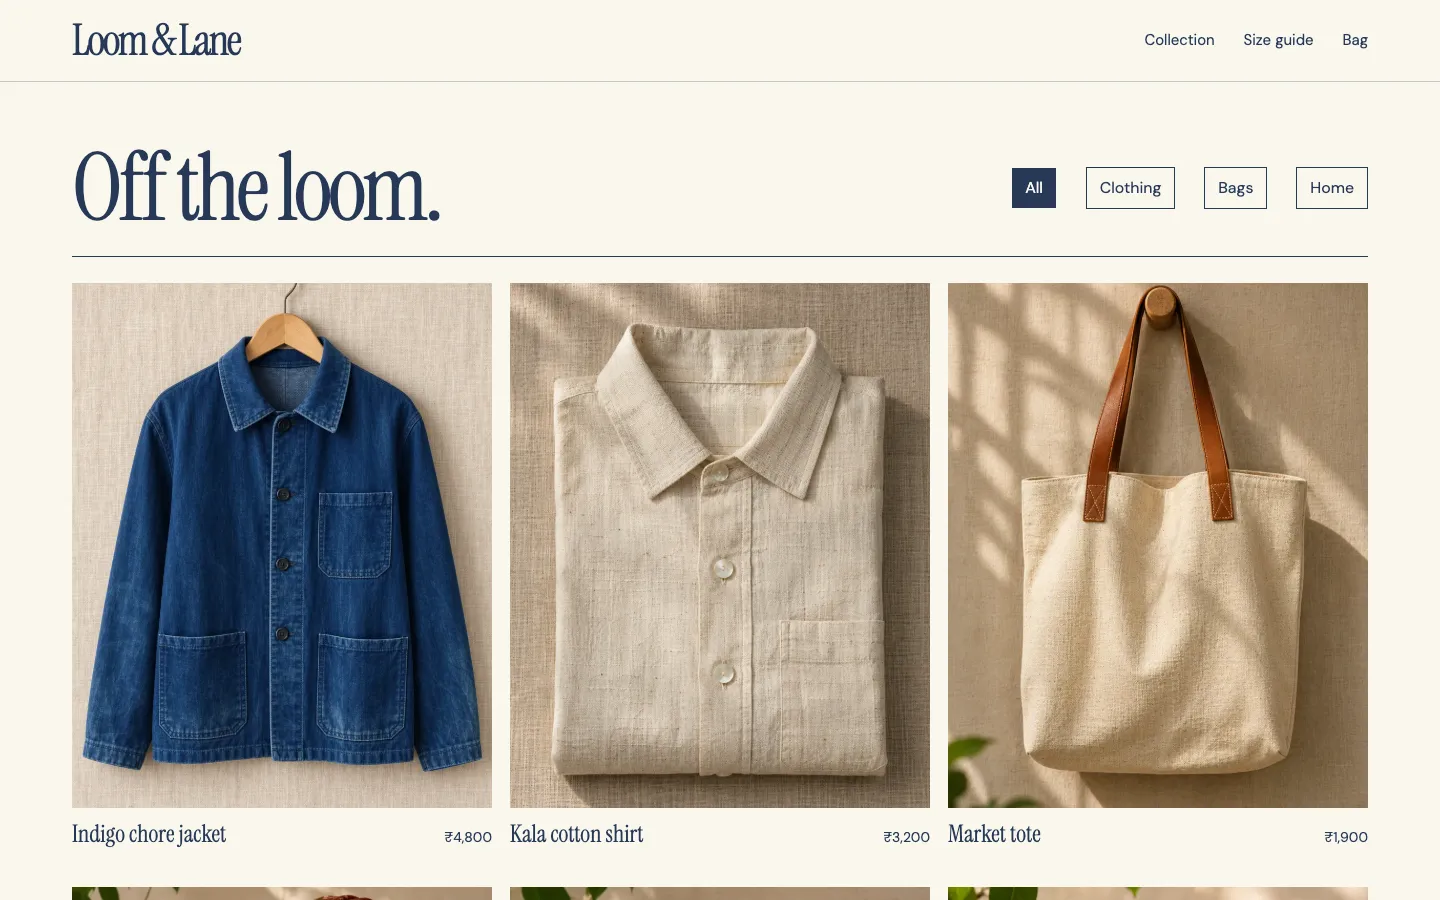 Loom & Lane
Collection
Size guide
Bag
Off the loom.
All
Clothing
Bags
Home
Indigo chore jacket
₹4,800
Kala cotton shirt
₹3,200
Market tote
₹1,900